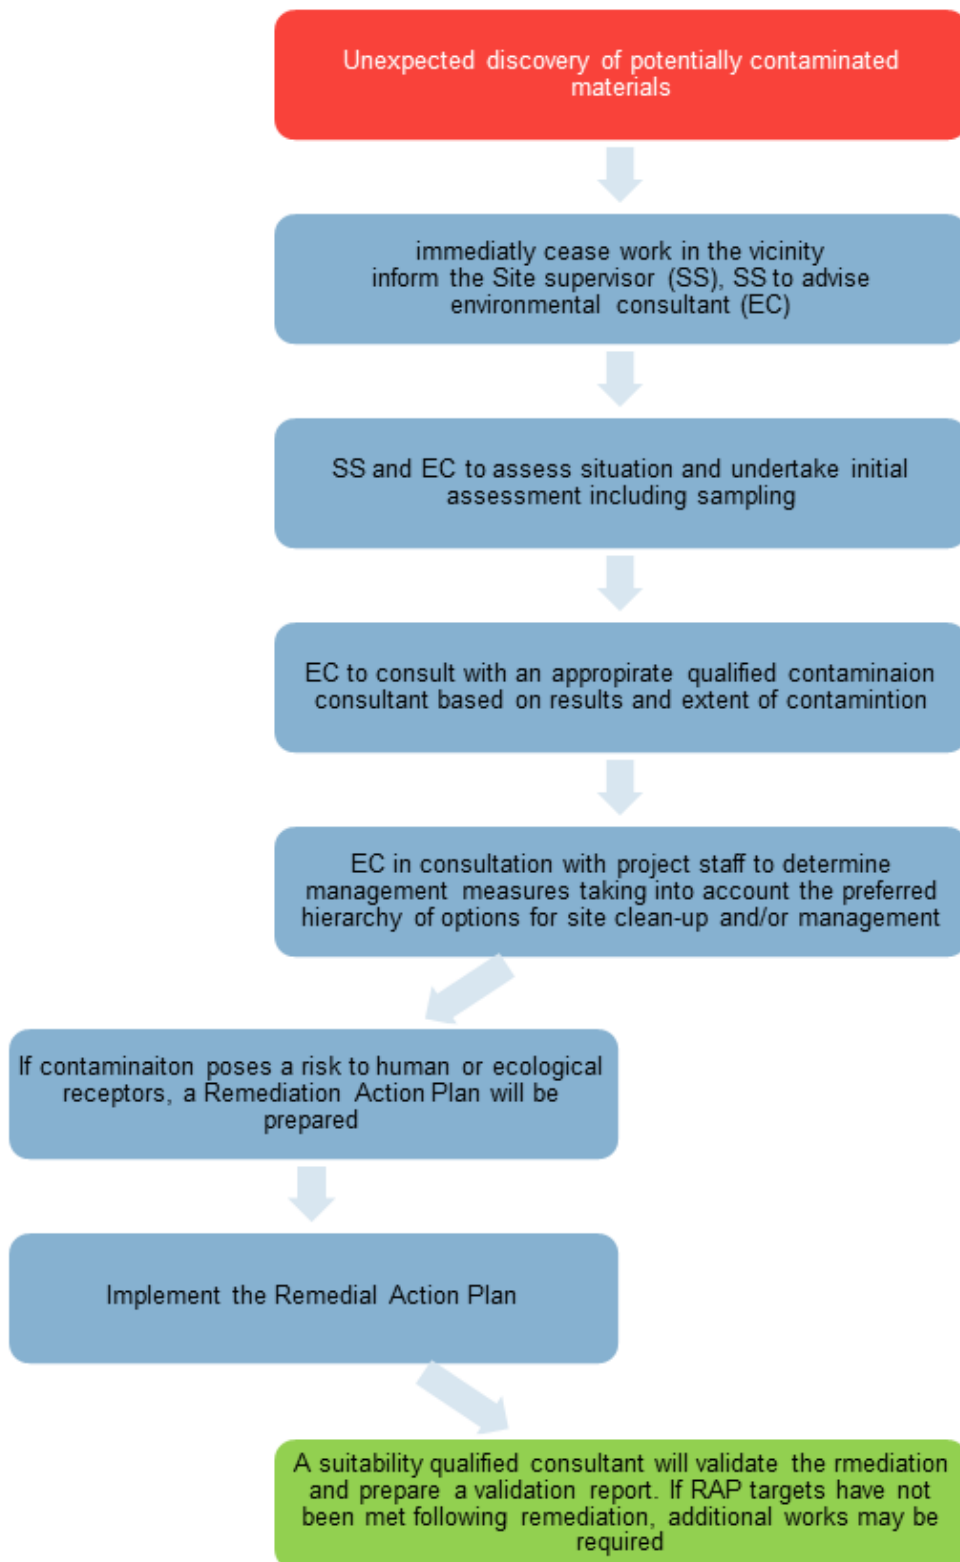 Unexpected discovery of potentially contaminated
materials
immediatly cease work in the vicinity
inform the Site supervisor (SS), SS to advise
environmental consultant (EC)
SS and EC to assess situation and undertake initial
assessment including sampling
EC to consult with an appropirate qualified contaminaion
consultant based on results and extent of contamintion
EC in consultation with project staff to determine
management measures taking into account the preferred
hierarchy of options for site clean-up and/or management
If contaminaiton poses a risk to human or ecological
receptors, a Remediation Action Plan will be
prepared
Implement the Remedial Action Plan
A suitability qualified consultant will validate the rmediation
and prepare a validation report. If RAP targets have not
been met following remediation, additional works may be
required